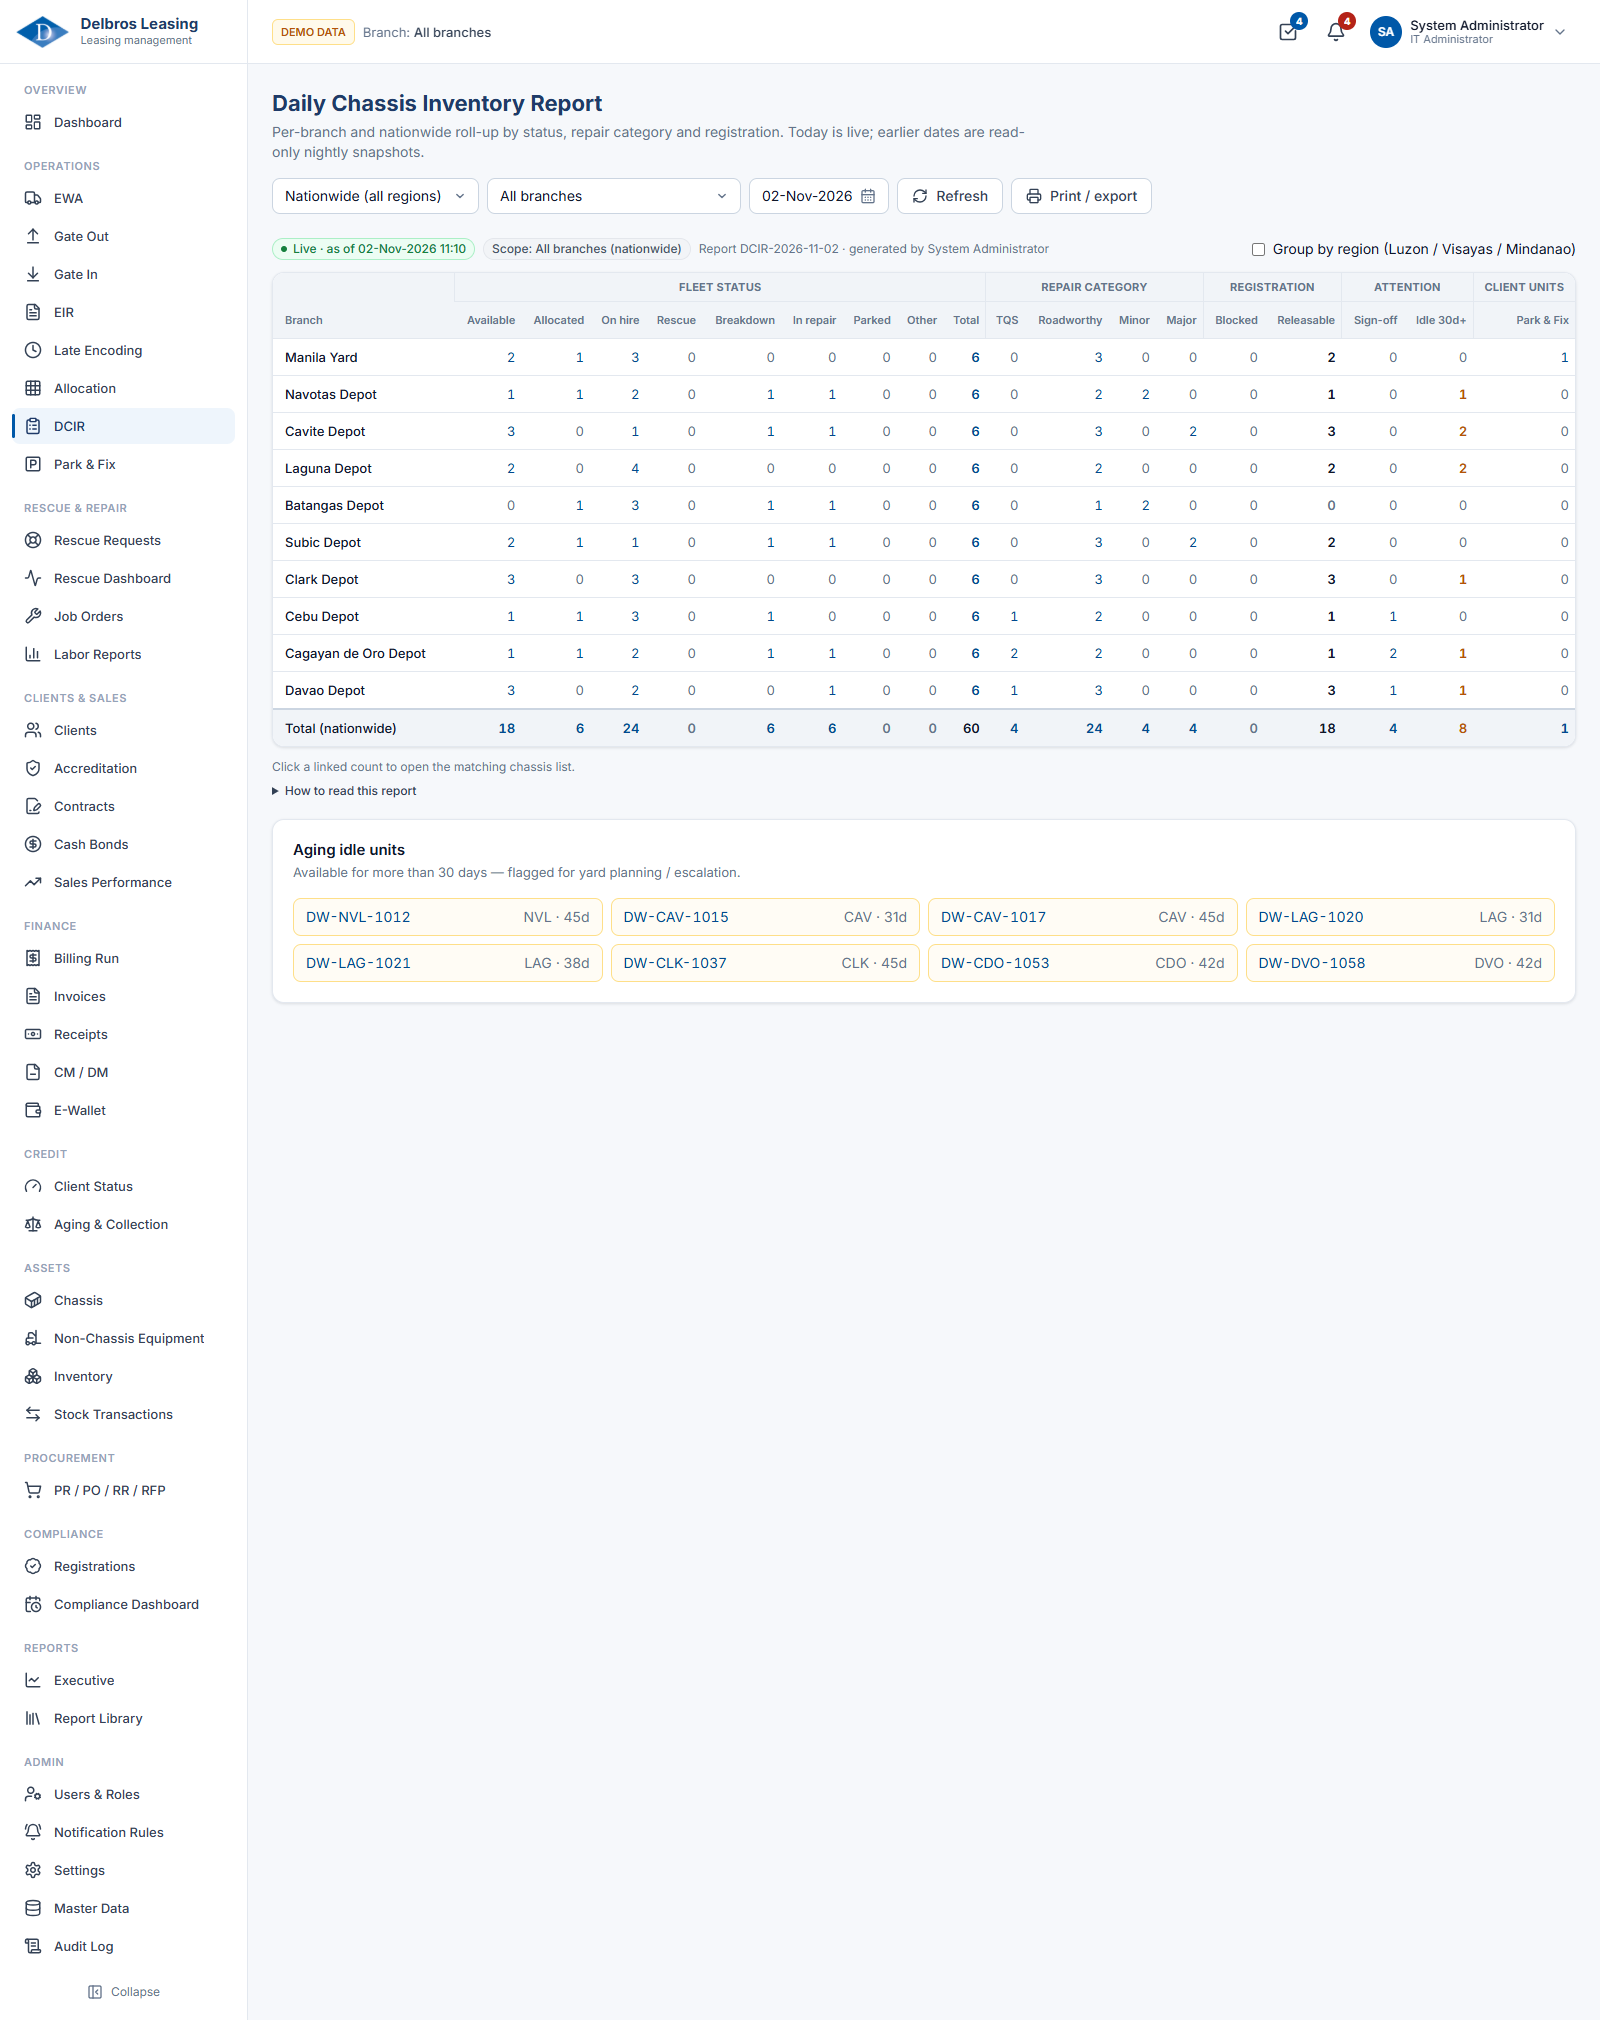 Delbros Leasing
Leasing management
DEMO DATA
Branch: All branches
4
4
SA
System Administrator
IT Administrator
OVERVIEW
Dashboard
OPERATIONS
EWA
Gate Out
Gate In
EIR
Late Encoding
Allocation
DCIR
Park & Fix
RESCUE & REPAIR
Rescue Requests
Rescue Dashboard
Job Orders
Labor Reports
CLIENTS & SALES
Clients
Accreditation
Contracts
Cash Bonds
Sales Performance
FINANCE
Billing Run
Invoices
Receipts
CM / DM
E-Wallet
CREDIT
Client Status
Aging & Collection
ASSETS
Chassis
Non-Chassis Equipment
Inventory
Stock Transactions
PROCUREMENT
PR / PO / RR / RFP
COMPLIANCE
Registrations
Compliance Dashboard
REPORTS
Executive
Report Library
ADMIN
Users & Roles
Notification Rules
Settings
Master Data
Audit Log
Collapse
Daily Chassis Inventory Report
Per-branch and nationwide roll-up by status, repair category and registration. Today is live; earlier dates are read-
only nightly snapshots.
Nationwide (all regions) All branches 02-Nov-2026 Refresh Print / export
Live · as of 02-Nov-2026 11:10 Scope: All branches (nationwide) Report DCIR-2026-11-02 · generated by System Administrator Group by region (Luzon / Visayas / Mindanao)
FLEET STATUS REPAIR CATEGORY REGISTRATION ATTENTION CLIENT UNITS
Branch Available Allocated On hire Rescue Breakdown In repair Parked Other Total TQS Roadworthy Minor Major Blocked Releasable Sign-off Idle 30d+ Park & Fix
Manila Yard 2 1 3 0 0 0 0 0 6 0 3 0 0 0 2 0 0 1
Navotas Depot 1 1 2 0 1 1 0 0 6 0 2 2 0 0 1 0 1 0
Cavite Depot 3 0 1 0 1 1 0 0 6 0 3 0 2 0 3 0 2 0
Laguna Depot 2 0 4 0 0 0 0 0 6 0 2 0 0 0 2 0 2 0
Batangas Depot 0 1 3 0 1 1 0 0 6 0 1 2 0 0 0 0 0 0
Subic Depot 2 1 1 0 1 1 0 0 6 0 3 0 2 0 2 0 0 0
Clark Depot 3 0 3 0 0 0 0 0 6 0 3 0 0 0 3 0 1 0
Cebu Depot 1 1 3 0 1 0 0 0 6 1 2 0 0 0 1 1 0 0
Cagayan de Oro Depot 1 1 2 0 1 1 0 0 6 2 2 0 0 0 1 2 1 0
Davao Depot 3 0 2 0 0 1 0 0 6 1 3 0 0 0 3 1 1 0
Total (nationwide) 18 6 24 0 6 6 0 0 60 4 24 4 4 0 18 4 8 1
Click a linked count to open the matching chassis list.
How to read this report
Aging idle units
Available for more than 30 days — flagged for yard planning / escalation.
DW-NVL-1012 NVL · 45d DW-CAV-1015 CAV · 31d DW-CAV-1017 CAV · 45d DW-LAG-1020 LAG · 31d
DW-LAG-1021 LAG · 38d DW-CLK-1037 CLK · 45d DW-CDO-1053 CDO · 42d DW-DVO-1058 DVO · 42d